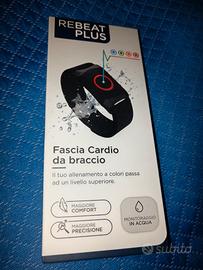 REBEAT
PLUS
Fascia Cardio
da braccio
Il tuo allenamento a colori passa
ad un livello superiore.
MAGGIORE
COMFORT
MAGGIORE
PRECISIONE
MONITORAGGIO
IN ACQUA
subito